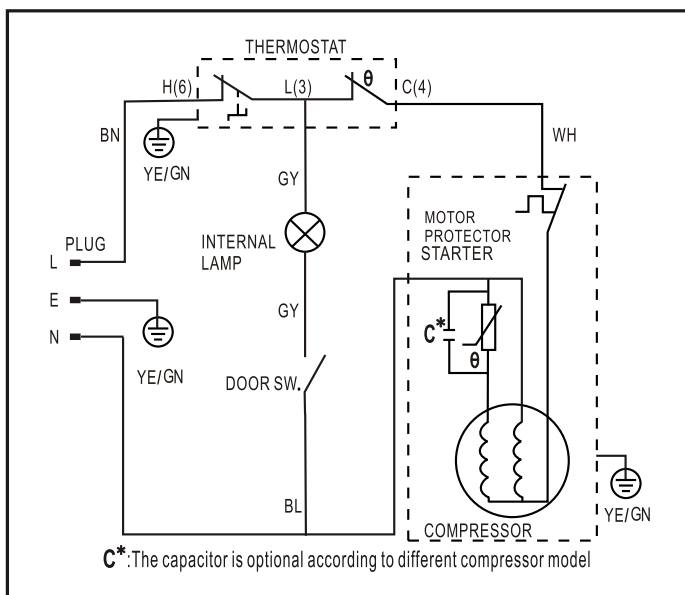 THERMOSTAT
H(6)
L(3)
θ
C(4)
BN
YE/GN
WH
GY
PLUG
L
INTERNAL
LAMP
MOTOR
PROTECTOR
STARTER
E
GY
C*
N
θ
YE/GN
DOOR SW.
BL
YE/GN
COMPRESSOR
C*:The capacitor is optional according to different compressor model